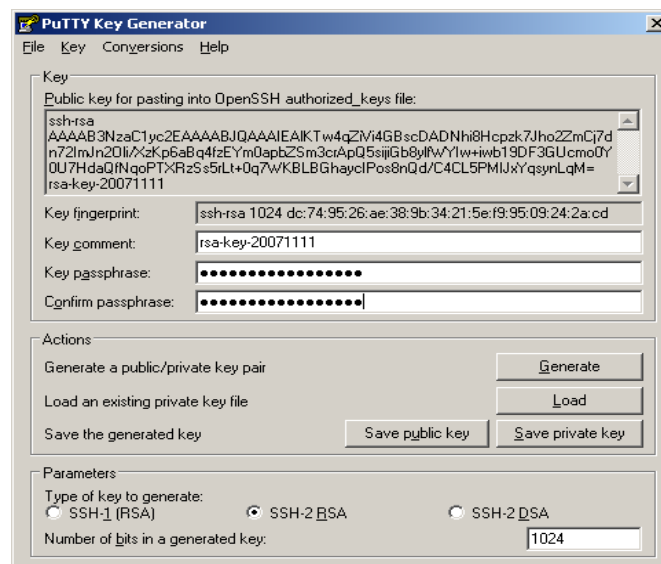 PuTTY Key Generator
File Key Conversions Help
Key
Public key for pasting into OpenSSH authorized_keys file:
ssh-rsa
AAAAB3NzaC1yc2EAAAABJQAAAIEAlKTw4qZiVi4GBscDADNhi8Hcpzk7Jho2ZmCj7d
n72ImJn2OIi/XzKp6aBq4fzEYm0apbZSm3crApQ5sijiGb8ylfWYIw+iwb19DF3GUcmo0Y
0U7HdaQfNqoPTXRzSs5rLt+0q7WKBLBGhayclPos8nQd/C4CL5PMIJxYqsynLqM=
rsa-key-20071111
Key fingerprint: ssh-rsa 1024 dc:74:95:26:ae:38:9b:34:21:5e:f9:95:09:24:2a:cd
Key comment: rsa-key-20071111
Key passphrase: ●●●●●●●●●●●●●●●●●
Confirm passphrase: ●●●●●●●●●●●●●●●●●
Actions
Generate a public/private key pair Generate
Load an existing private key file Load
Save the generated key Save public key Save private key
Parameters
Type of key to generate:
SSH-1 (RSA) SSH-2 RSA SSH-2 DSA
Number of bits in a generated key: 1024